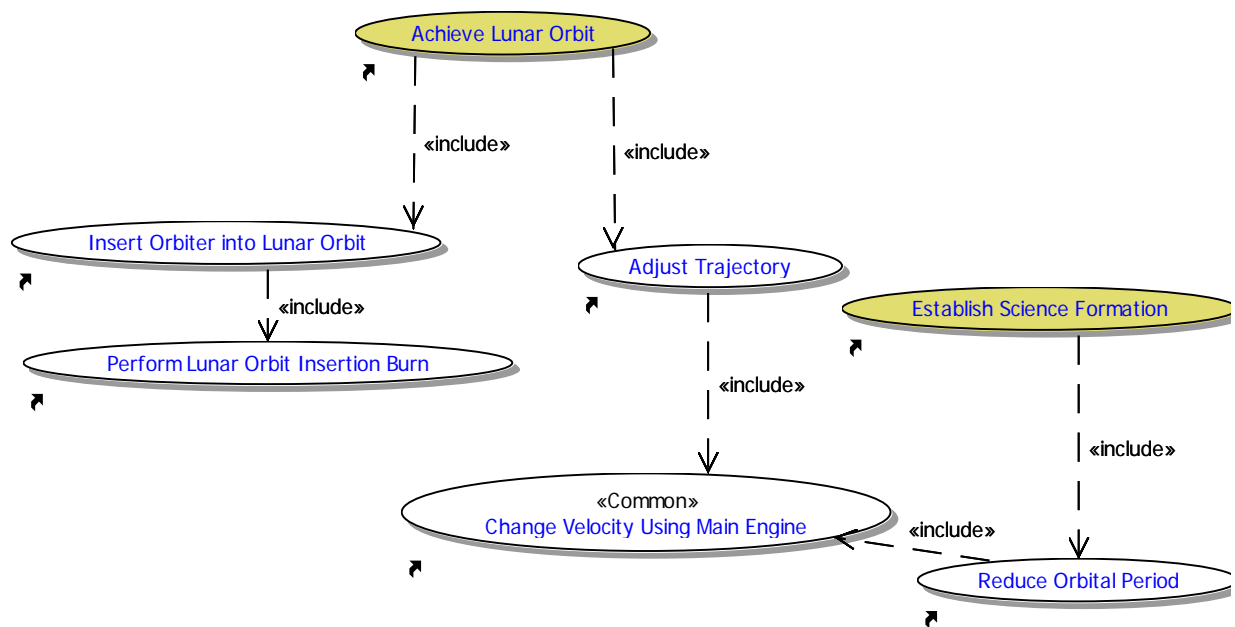 Achieve Lunar Orbit
«include»
«include»
Insert Orbiter into Lunar Orbit
Adjust Trajectory
«include»
Establish Science Formation
Perform Lunar Orbit Insertion Burn
«include»
«include»
«Common»
Change Velocity Using Main Engine
«include»
Reduce Orbital Period